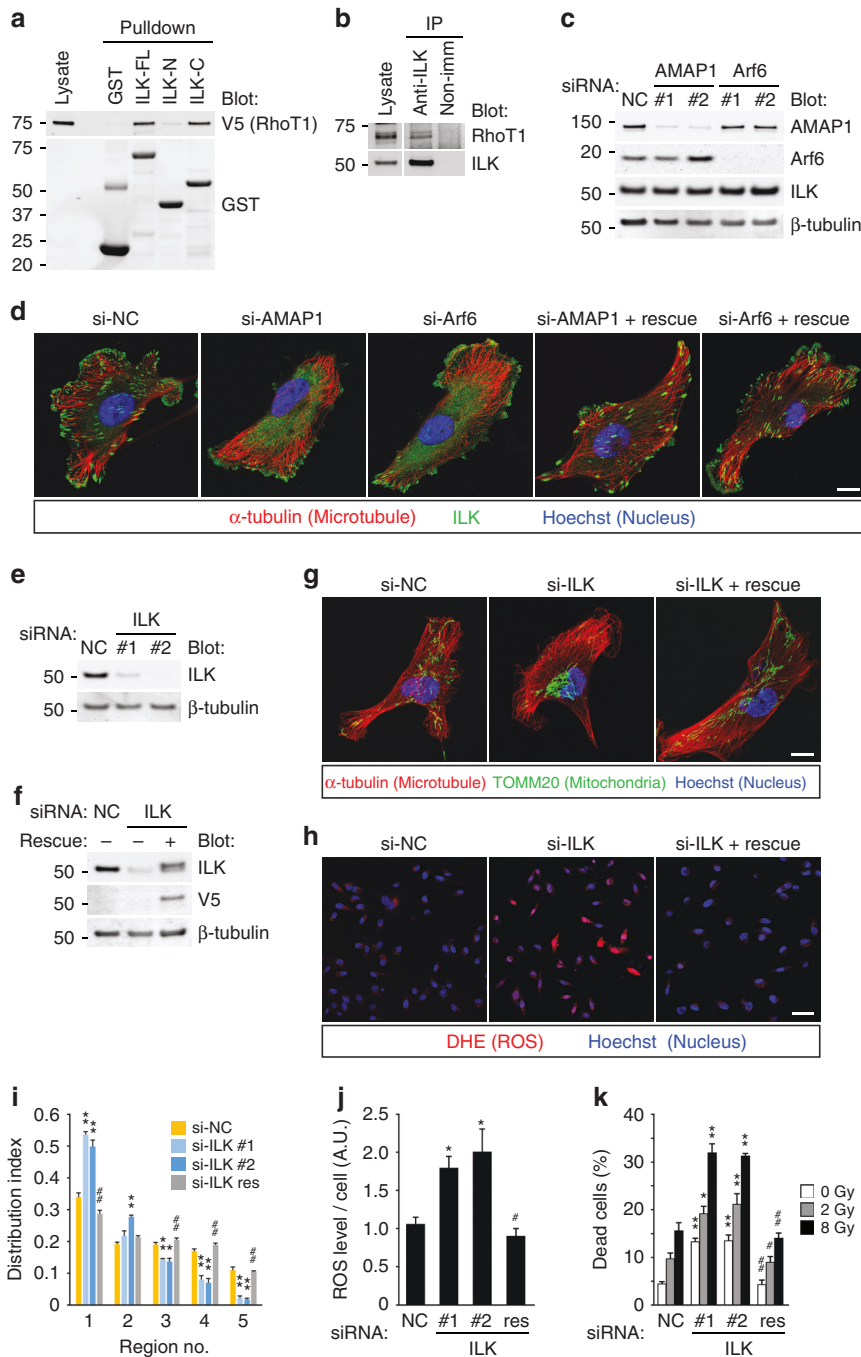 a
Pulldown
Lysate
GST
ILK-FL
ILK-N
ILK-C
Blot:
75
V5 (RhoT1)
75
50
37
25
20
GST
b
IP
Lysate
Anti-ILK
Non-imm
Blot:
75
RhoT1
50
ILK
c
AMAP1 Arf6
siRNA: NC #1 #2 #1 #2 Blot:
150
AMAP1
20
Arf6
50
ILK
50
β-tubulin
d
si-NC si-AMAP1 si-Arf6 si-AMAP1 + rescue si-Arf6 + rescue
α-tubulin (Microtubule) ILK Hoechst (Nucleus)
e
ILK
siRNA: NC #1 #2 Blot:
50
ILK
50
β-tubulin
f
siRNA: NC ILK
Rescue: − − + Blot:
50
ILK
50
V5
50
β-tubulin
g
si-NC si-ILK si-ILK + rescue
α-tubulin (Microtubule) TOMM20 (Mitochondria) Hoechst (Nucleus)
h
si-NC si-ILK si-ILK + rescue
DHE (ROS) Hoechst (Nucleus)
i
Distribution index
0.6
0.5
0.4
0.3
0.2
0.1
0
** ** ##
**
** ** ##
** ** ##
** ** ##
si-NC
si-ILK #1
si-ILK #2
si-ILK res
1 2 3 4 5
Region no.
j
ROS level / cell (A.U.)
2.5
2.0
1.5
1.0
0.5
0
* * #
NC #1 #2 res
siRNA:
ILK
k
Dead cells (%)
40
30
20
10
0
** * **
** ** **
## # ##
0 Gy
2 Gy
8 Gy
NC #1 #2 res
siRNA:
ILK